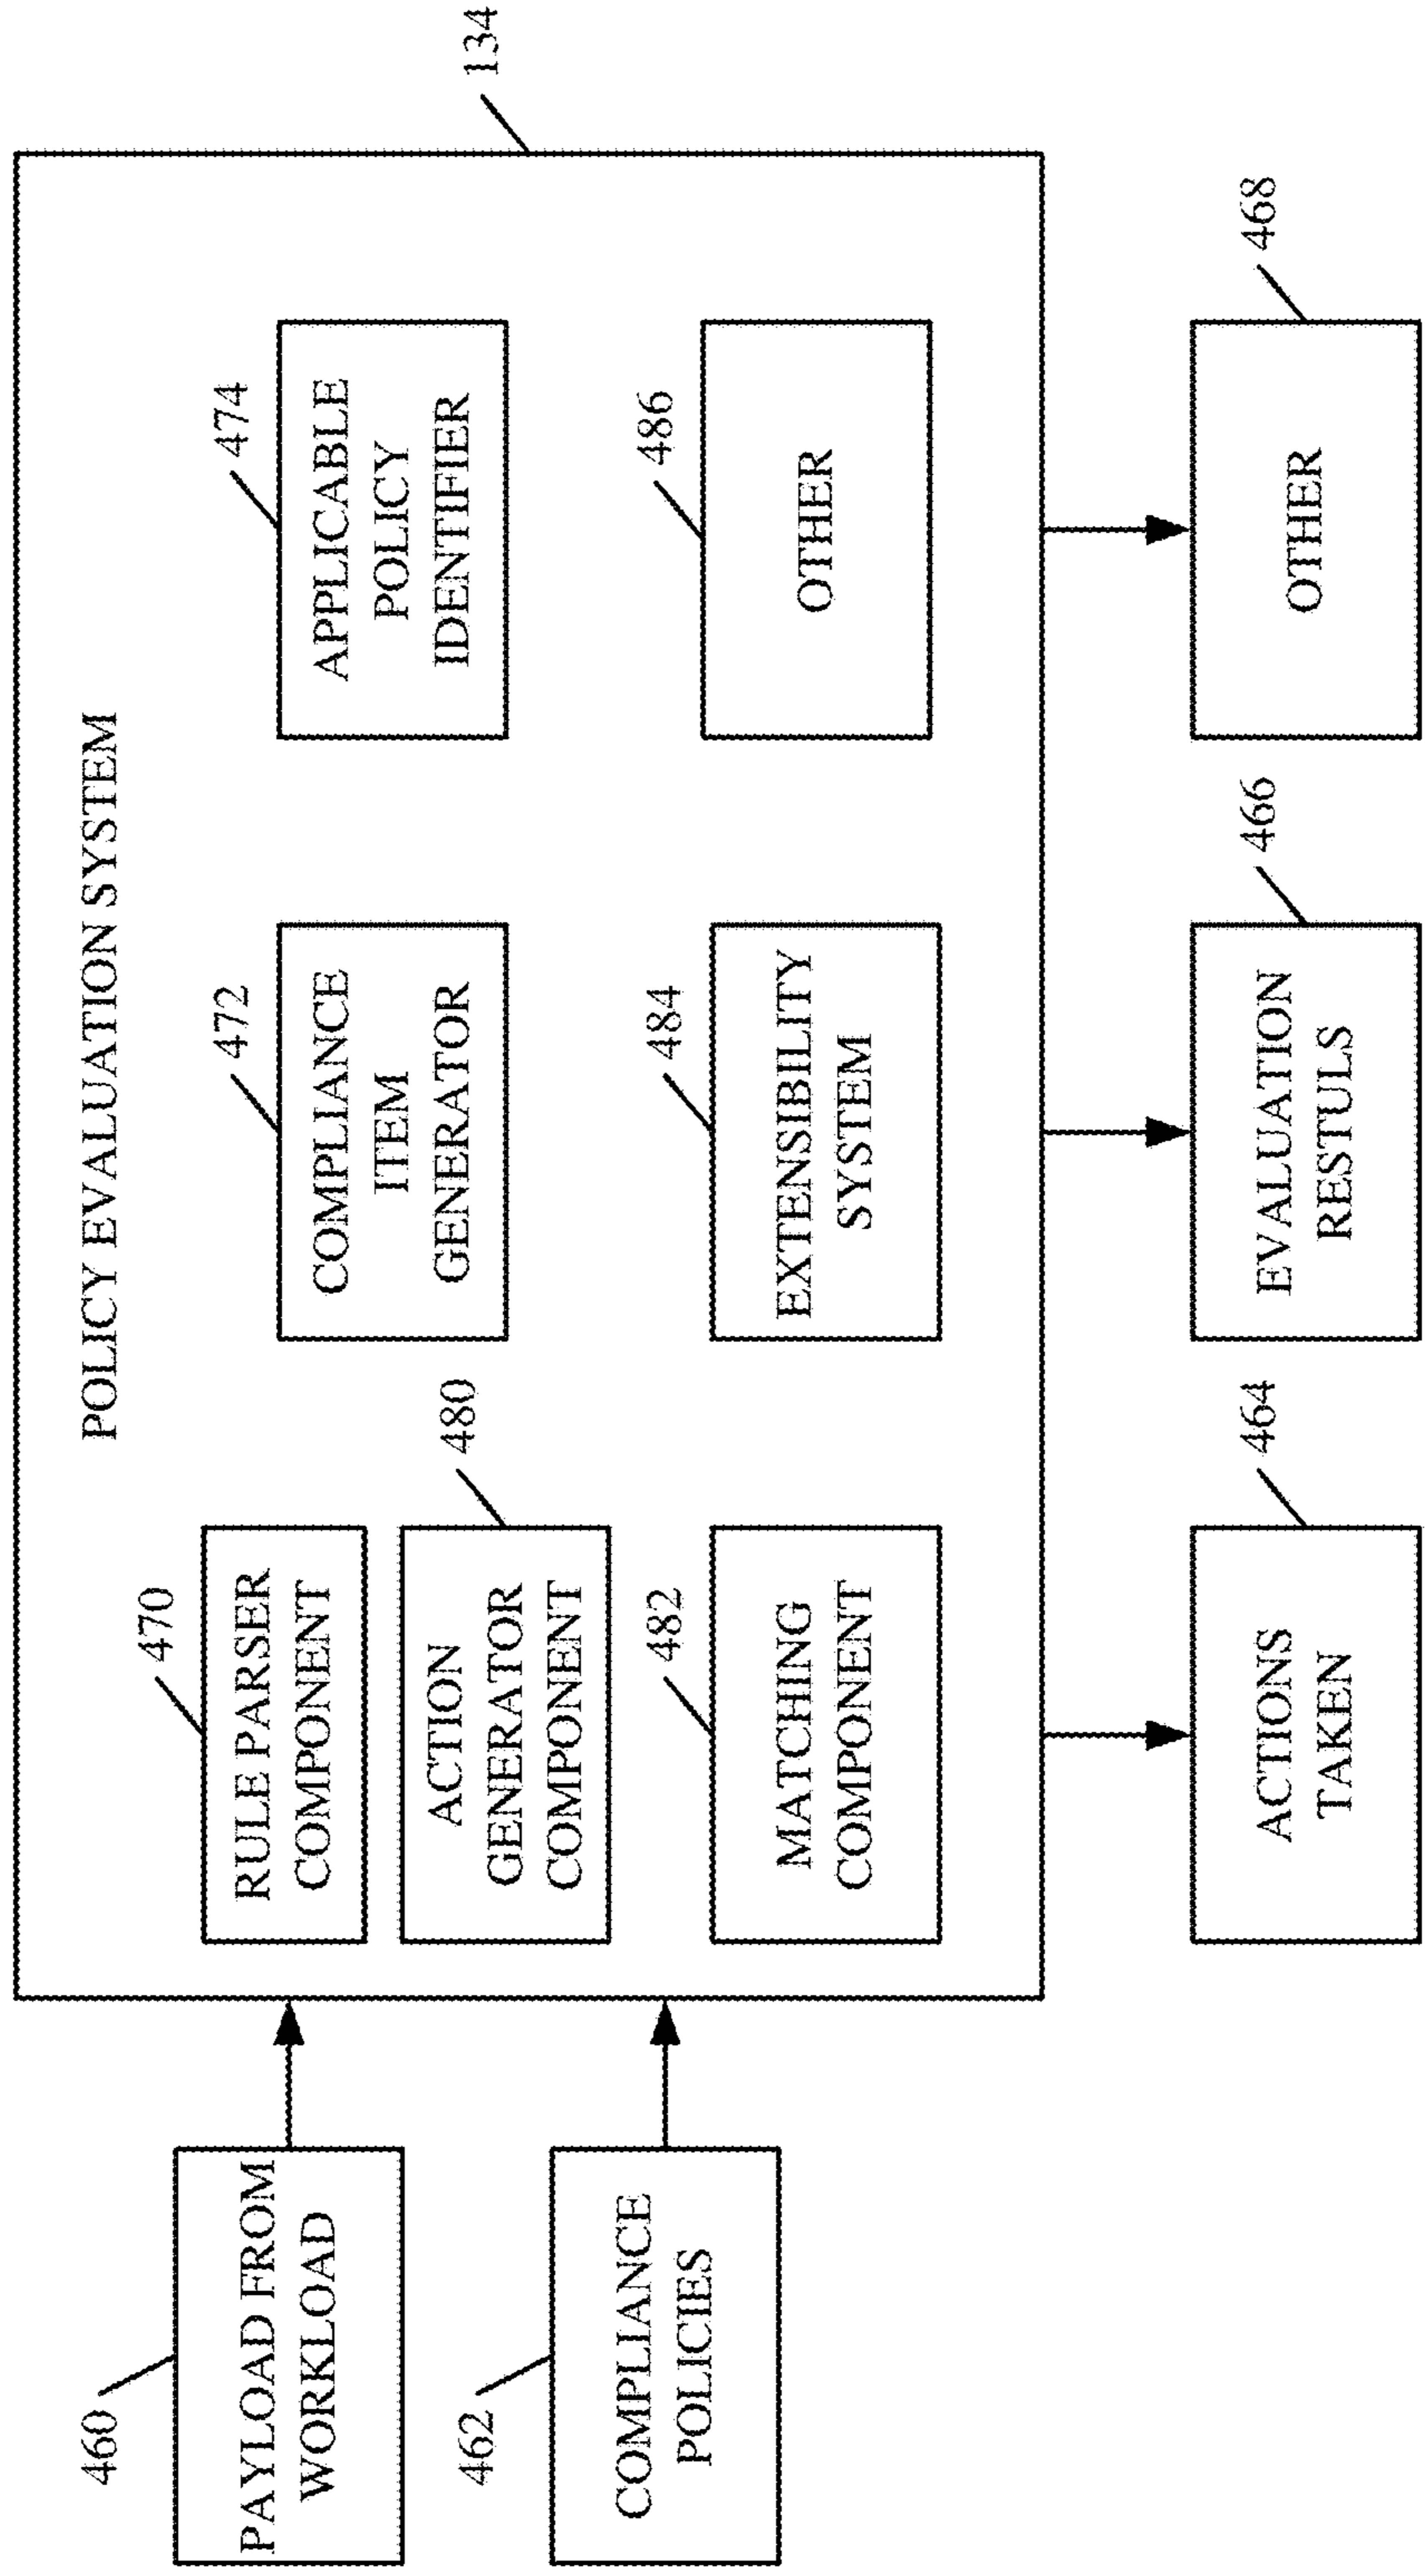 POLICY EVALUATION SYSTEM
134
460
PAYLOAD FROM
WORKLOAD
462
COMPLIANCE
POLICIES
470
RULE PARSER
COMPONENT
472
COMPLIANCE
ITEM
GENERATOR
474
APPLICABLE
POLICY
IDENTIFIER
480
ACTION
GENERATOR
COMPONENT
482
MATCHING
COMPONENT
484
EXTENSIBILITY
SYSTEM
486
OTHER
464
ACTIONS
TAKEN
466
EVALUATION
RESTULS
468
OTHER